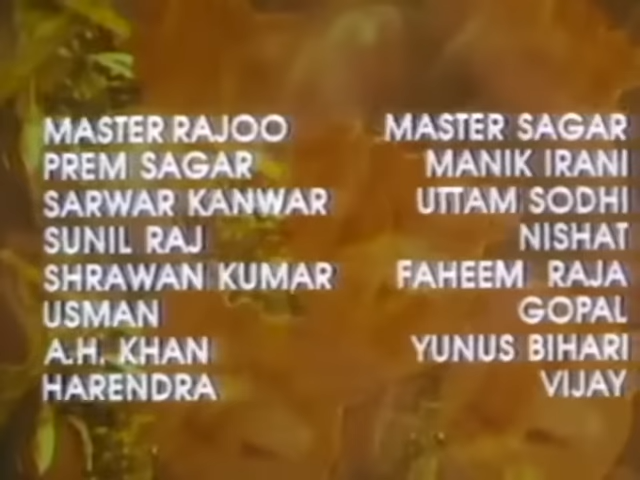 MASTER RAJOO MASTER SAGAR
PREM SAGAR MANIK IRANI
SARWAR KANWAR UTTAM SODHI
SUNIL RAJ NISHAT
SHRAWAN KUMAR FAHEEM RAJA
USMAN GOPAL
A.H. KHAN YUNUS BIHARI
HARENDRA VIJAY